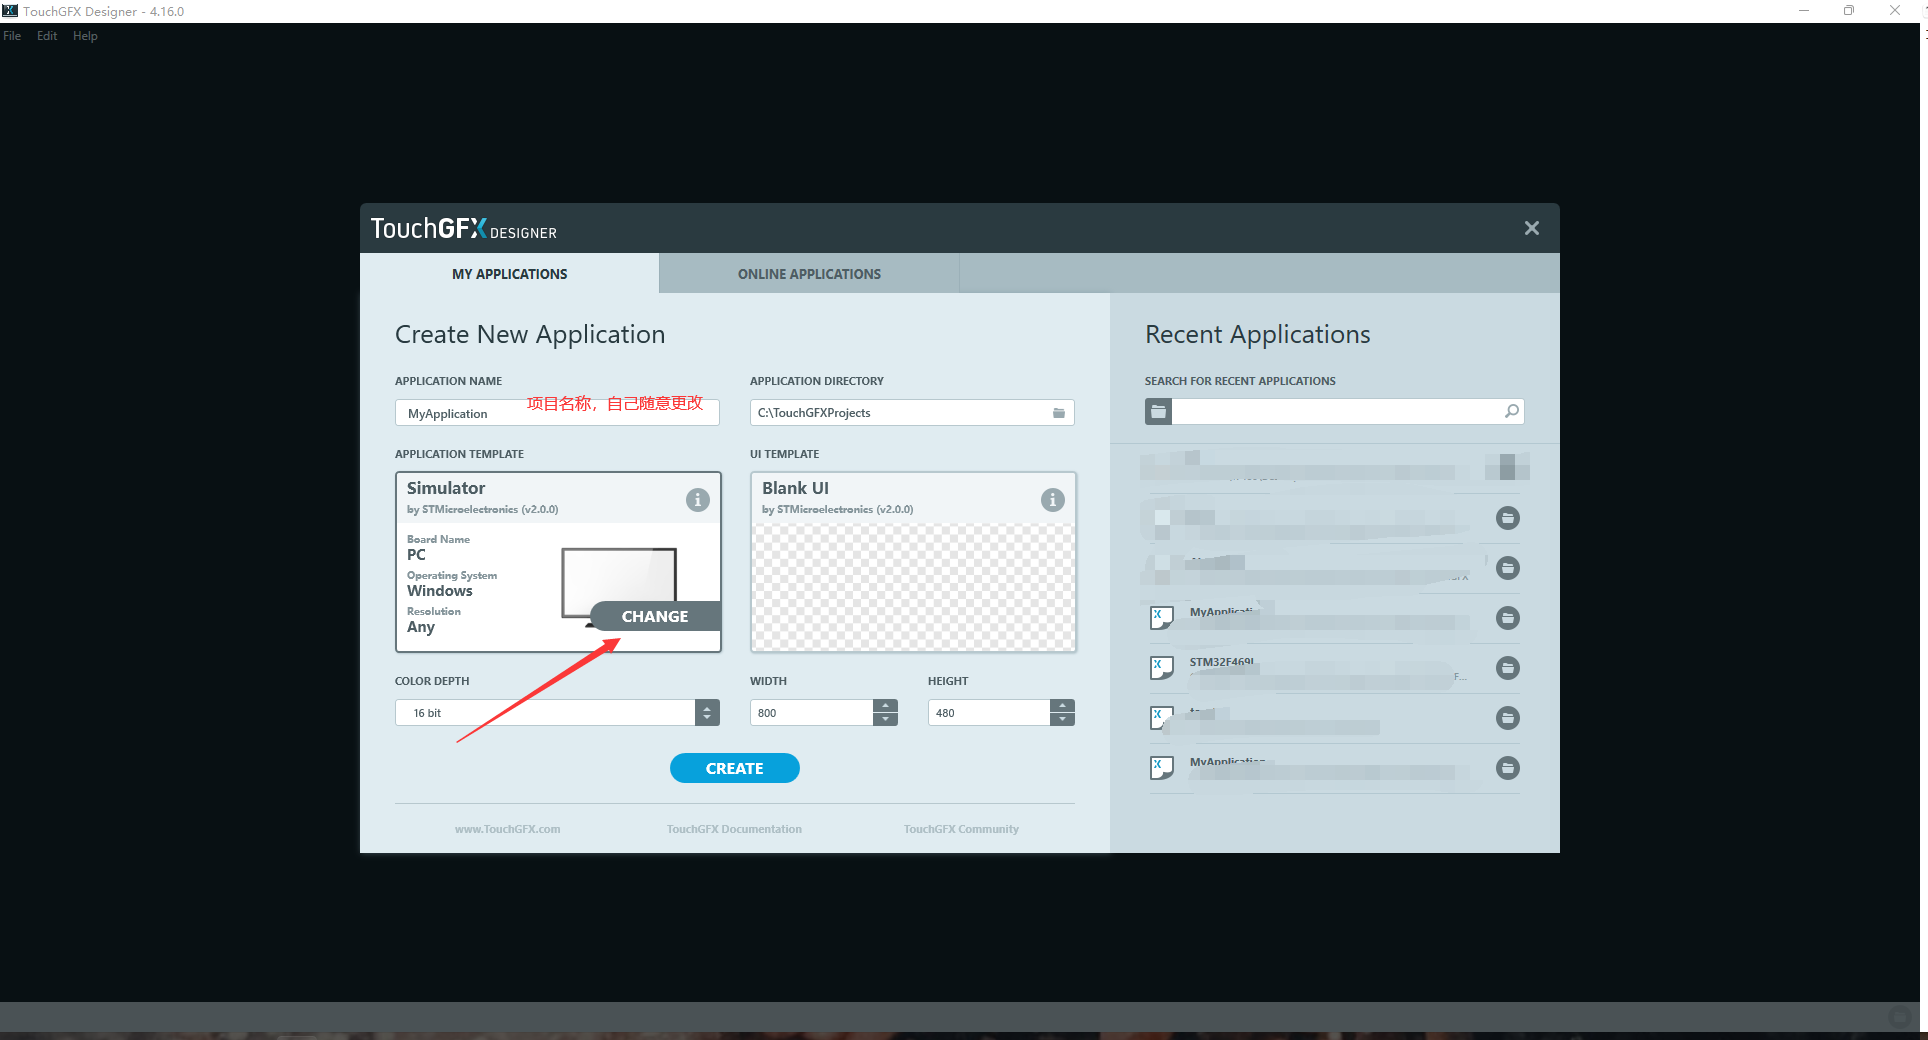 TouchGFX Designer - 4.16.0
File Edit Help
TouchGFX DESIGNER
MY APPLICATIONS
ONLINE APPLICATIONS
Create New Application
APPLICATION NAME
项目名称，自己随意更改
MyApplication
APPLICATION DIRECTORY
C:\TouchGFXProjects
APPLICATION TEMPLATE
Simulator
by STMicroelectronics (v2.0.0)
Board Name
PC
Operating System
Windows
Resolution
Any
CHANGE
UI TEMPLATE
Blank UI
by STMicroelectronics (v2.0.0)
COLOR DEPTH
16 bit
WIDTH
800
HEIGHT
480
CREATE
www.TouchGFX.com
TouchGFX Documentation
TouchGFX Community
Recent Applications
SEARCH FOR RECENT APPLICATIONS
MyApplicati
STM32F469I
F...
MyApplication